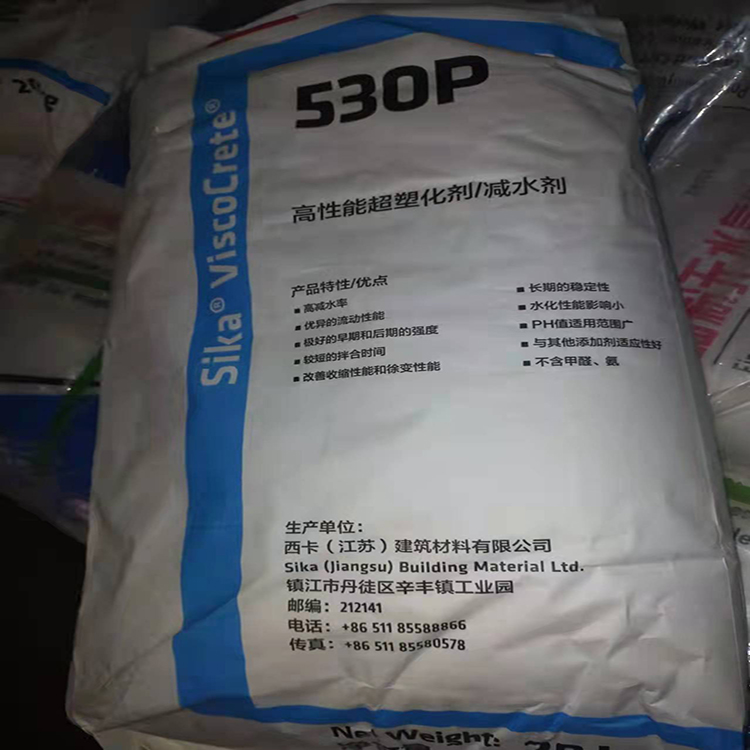 Sika® ViscoCrete®
530P
高性能超塑化剂/减水剂
产品特性/优点
■ 高减水率
■ 优异的流动性能
■ 极好的早期和后期的强度
■ 较短的拌合时间
■ 改善收缩性能和徐变性能
■ 长期的稳定性
■ 水化性能影响小
■ PH值适用范围广
■ 与其他添加剂适应性好
■ 不含甲醛、氨
生产单位：
西卡（江苏）建筑材料有限公司
Sika (Jiangsu) Building Material Ltd.
镇江市丹徒区辛丰镇工业园
邮编：212141
电话：+86 511 85588866
传真：+86 511 85580578
Net Weight: